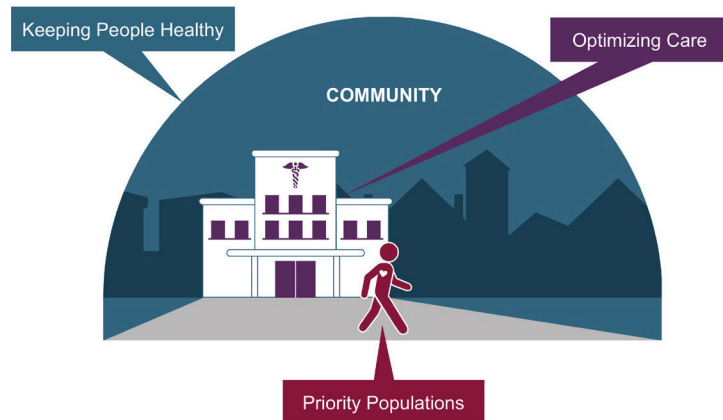 Keeping People Healthy
Optimizing Care
COMMUNITY
Priority Populations